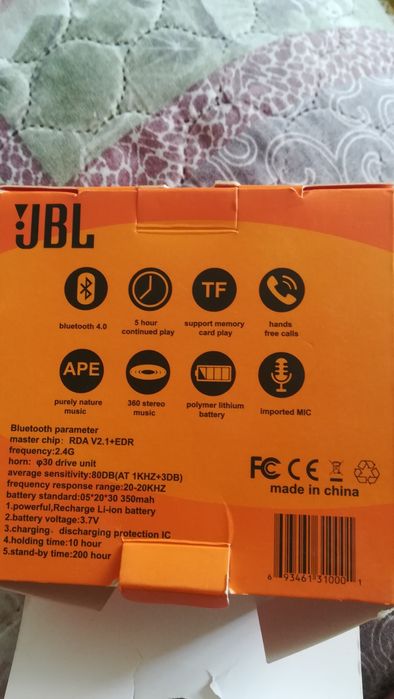 JBL
bluetooth 4.0
5 hour
continued play
TF
support memory
card play
hands
free calls
APE
purely nature
music
360 stereo
music
polymer lithium
battery
imported MIC
Bluetooth parameter
master chip: RDA V2.1+EDR
frequency:2.4G
horn: φ30 drive unit
average sensitivity:80DB(AT 1KHZ+3DB)
frequency response range:20-20KHZ
battery standard:05*20*30 350mah
1.powerful,Recharge Li-ion battery
2.battery voltage:3.7V
3.charging、discharging protection IC
4.holding time:10 hour
5.stand-by time:200 hour
FC CE
made in china
6 93461 31000 1